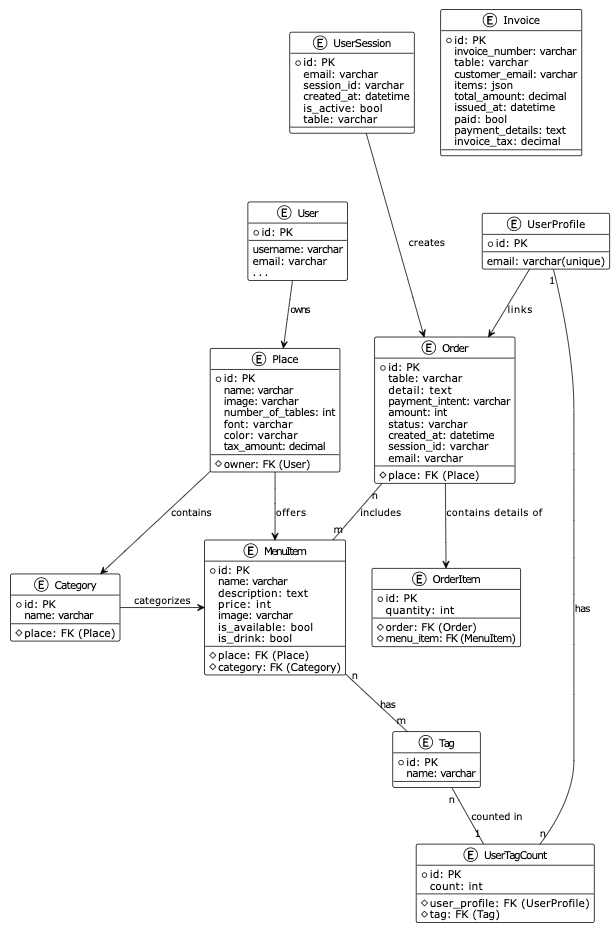 E UserSession
id: PK
email: varchar
session_id: varchar
created_at: datetime
is_active: bool
table: varchar
E Invoice
id: PK
invoice_number: varchar
table: varchar
customer_email: varchar
items: json
total_amount: decimal
issued_at: datetime
paid: bool
payment_details: text
invoice_tax: decimal
creates
E User
id: PK
username: varchar
email: varchar
...
owns
E UserProfile
id: PK
email: varchar(unique)
1
links
E Place
id: PK
name: varchar
image: varchar
number_of_tables: int
font: varchar
color: varchar
tax_amount: decimal
owner: FK (User)
E Order
id: PK
table: varchar
detail: text
payment_intent: varchar
amount: int
status: varchar
created_at: datetime
session_id: varchar
email: varchar
place: FK (Place)
contains
offers
n
includes
m
contains details of
E Category
id: PK
name: varchar
place: FK (Place)
categorizes
E MenuItem
id: PK
name: varchar
description: text
price: int
image: varchar
is_available: bool
is_drink: bool
place: FK (Place)
category: FK (Category)
E OrderItem
id: PK
quantity: int
order: FK (Order)
menu_item: FK (MenuItem)
has
n
has
m
E Tag
id: PK
name: varchar
n
counted in
1
n
E UserTagCount
id: PK
count: int
user_profile: FK (UserProfile)
tag: FK (Tag)